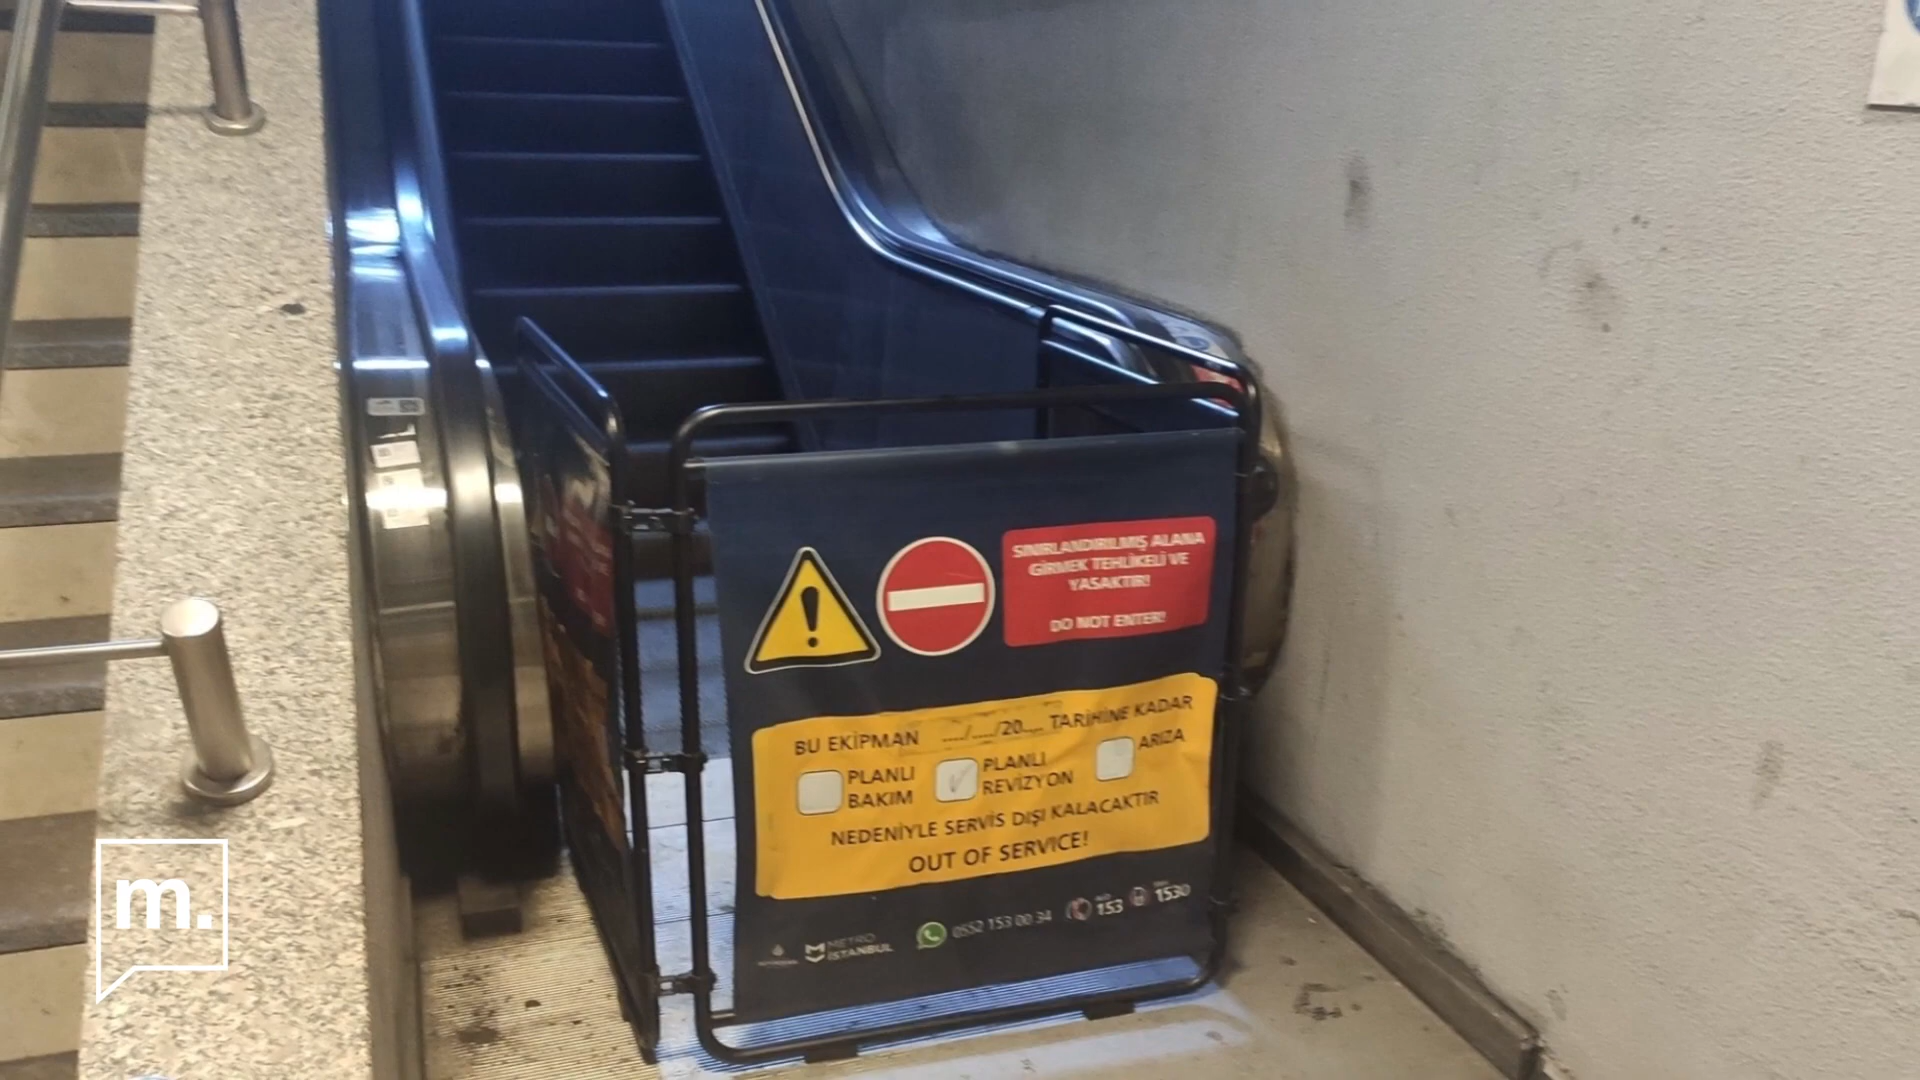 SINIRLANDIRILMIŞ ALANA
GİRMEK TEHLİKELİ VE
YASAKTIR!
DO NOT ENTER!
BU EKİPMAN ..../..../20.... TARİHİNE KADAR
PLANLI
BAKIM
PLANLI
REVİZYON
ARIZA
NEDENİYLE SERVİS DIŞI KALACAKTIR
OUT OF SERVICE!
METRO
İSTANBUL
0552 153 00 34
153
1530
m.